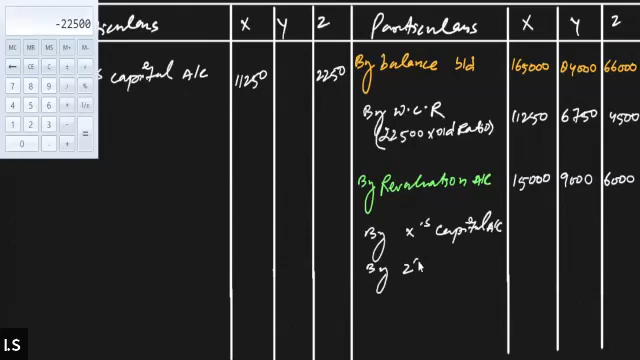 -22500
MC MR MS M+ M-
← CE C ± √
7 8 9 / %
4 5 6 * 1/x
1 2 3 - =
0 . +
culars X Y Z Particulars X Y Z
s capital A/C 11250 2250 By balance b/d 165000 84000 66000
By W.C.R 11250 6750 4500
(22500 x Old Ratio)
By Revaluation A/C 15000 9000 6000
By X's capital A/C
By Z's
I.S